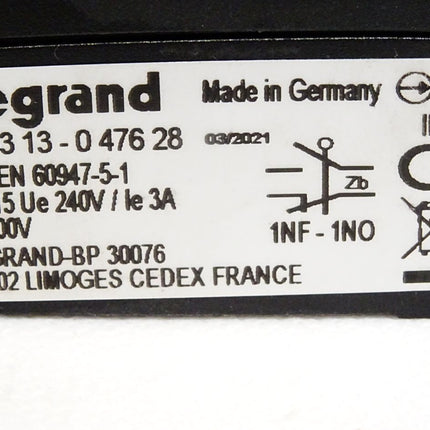 egrand Made in Germany
3 13 - 0 476 28 03/2021
EN 60947-5-1
,5 Ue 240V / Ie 3A
00V
Zb
1NF - 1NO
GRAND-BP 30076
02 LIMOGES CEDEX FRANCE